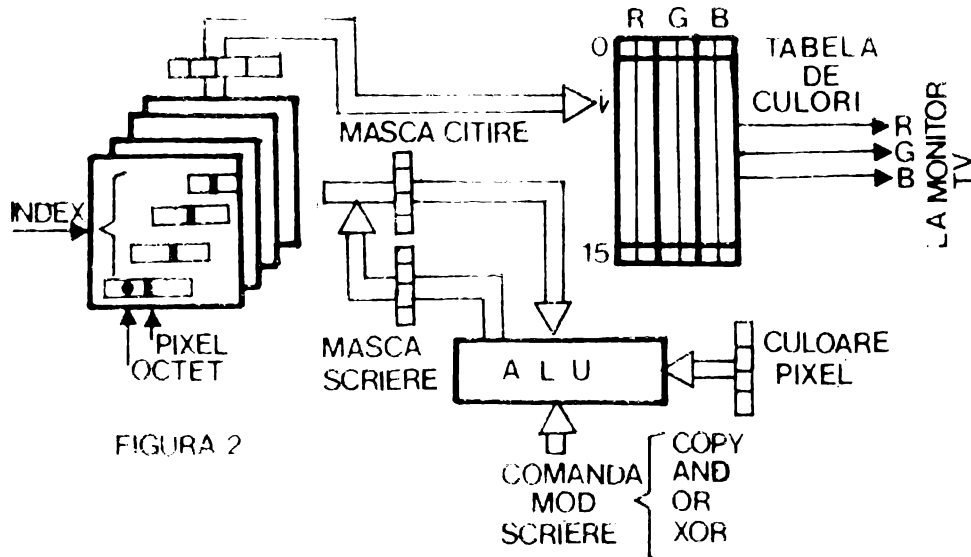 R G B
0
TABELA
DE
CULORI
i
MASCA CITIRE
R
G
B
LA MONITOR
TV
INDEX
15
PIXEL
OCTET
MASCA
SCRIERE
A L U
CULOARE
PIXEL
FIGURA 2
COMANDA
MOD
SCRIERE
COPY
AND
OR
XOR